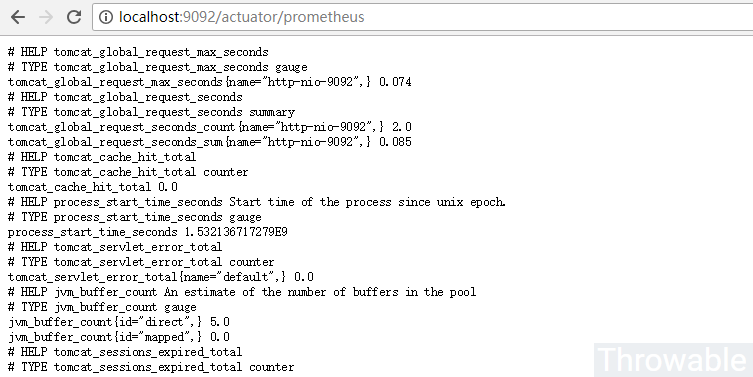 localhost:9092/actuator/prometheus
# HELP tomcat_global_request_max_seconds
# TYPE tomcat_global_request_max_seconds gauge
tomcat_global_request_max_seconds{name="http-nio-9092",} 0.074
# HELP tomcat_global_request_seconds
# TYPE tomcat_global_request_seconds summary
tomcat_global_request_seconds_count{name="http-nio-9092",} 2.0
tomcat_global_request_seconds_sum{name="http-nio-9092",} 0.085
# HELP tomcat_cache_hit_total
# TYPE tomcat_cache_hit_total counter
tomcat_cache_hit_total 0.0
# HELP process_start_time_seconds Start time of the process since unix epoch.
# TYPE process_start_time_seconds gauge
process_start_time_seconds 1.532136717279E9
# HELP tomcat_servlet_error_total
# TYPE tomcat_servlet_error_total counter
tomcat_servlet_error_total{name="default",} 0.0
# HELP jvm_buffer_count An estimate of the number of buffers in the pool
# TYPE jvm_buffer_count gauge
jvm_buffer_count{id="direct",} 5.0
jvm_buffer_count{id="mapped",} 0.0
# HELP tomcat_sessions_expired_total
# TYPE tomcat_sessions_expired_total counter
Throwable